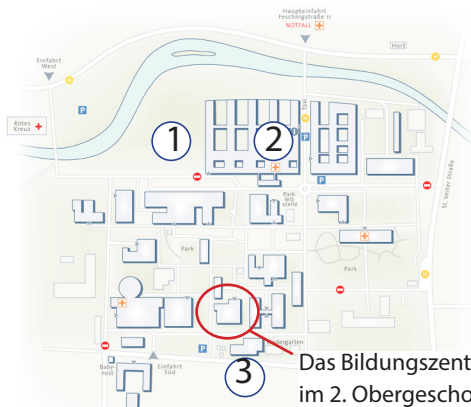 Haupteinfahrt
Feschnigstraße 11
NOTFALL
Hort
Einfahrt
West
H
P
Rotes
Kreuz
Taxi
H
1
2
i
P
P
St. Veiter Straße
Park-
leit-
stelle
Park
Park
H
P
Kindergarten
Baby-
nest
Einfahrt
Süd
3
Das Bildungszent
im 2. Obergescho